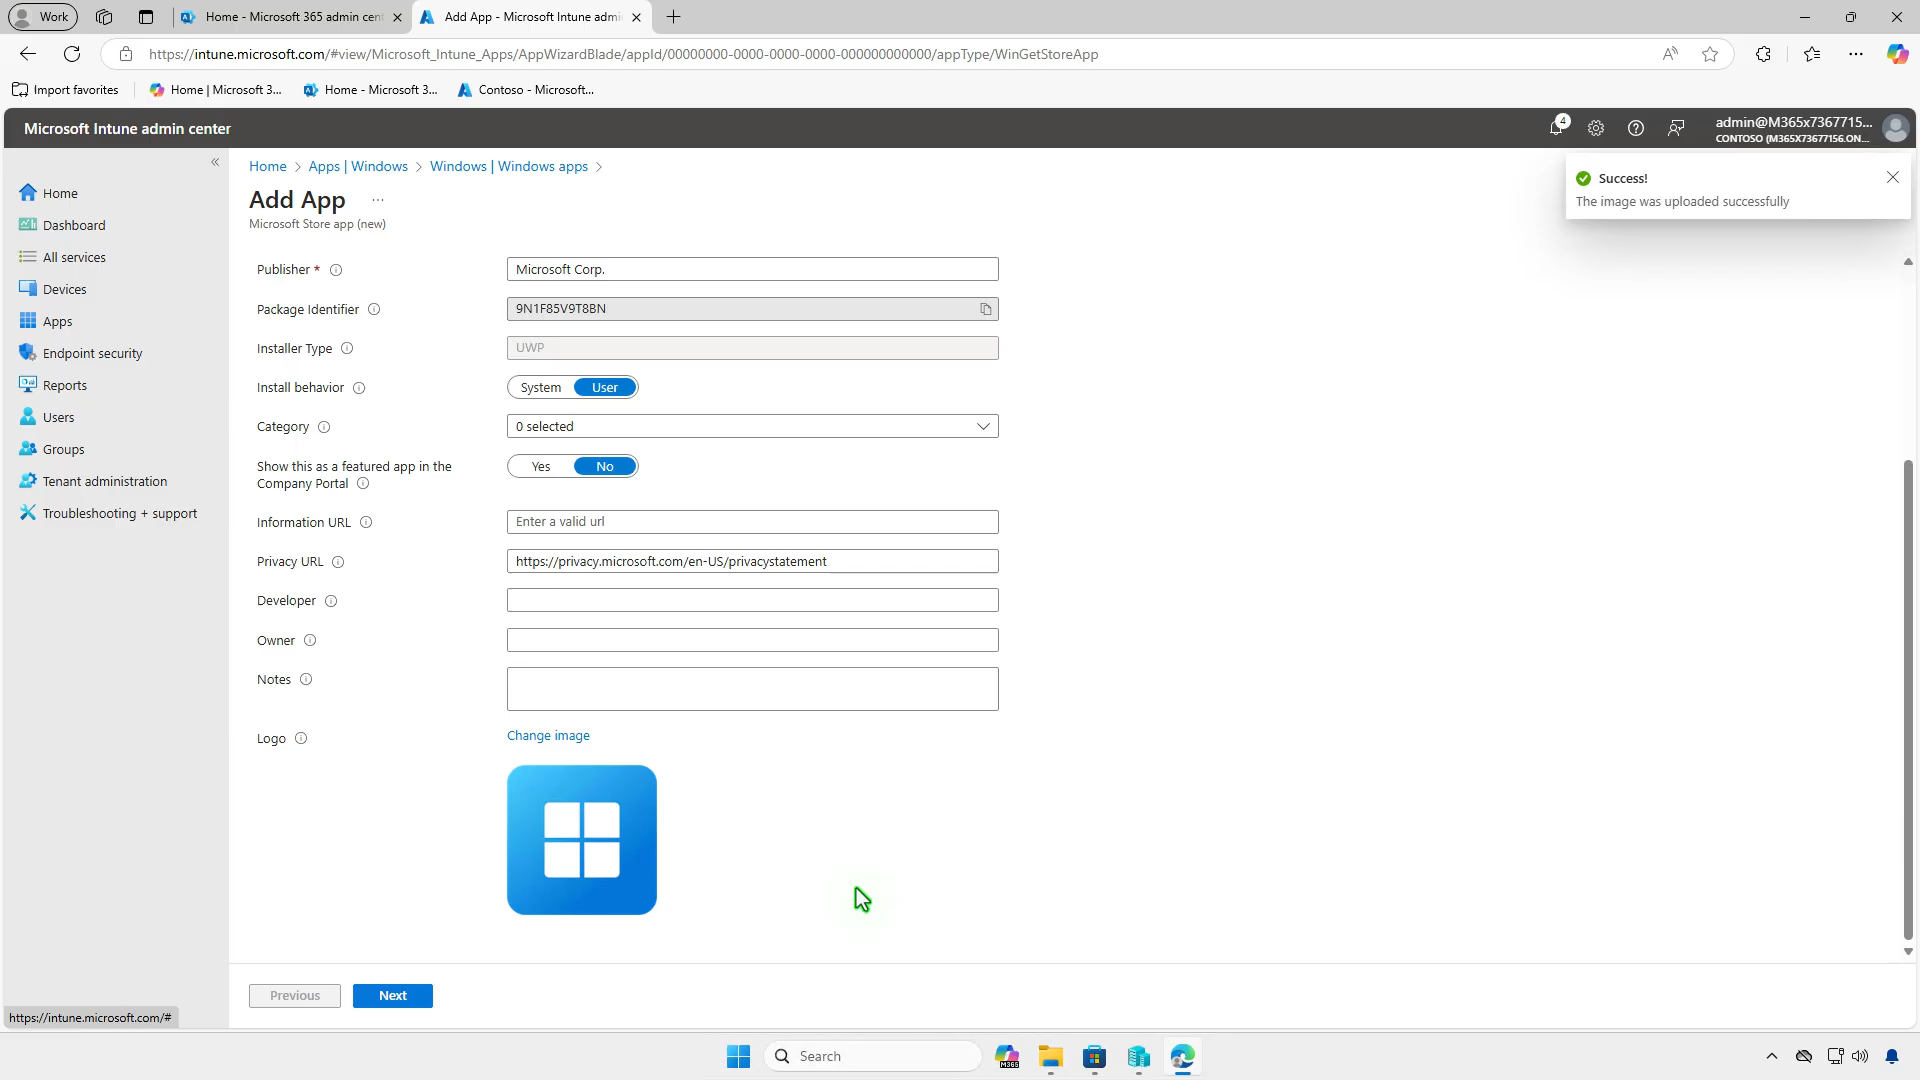 Work
Home - Microsoft 365 admin cen
Add App - Microsoft Intune admi
https://intune.microsoft.com/#view/Microsoft_Intune_Apps/AppWizardBlade/appId/00000000-0000-0000-0000-000000000000/appType/WinGetStoreApp
Import favorites
Home | Microsoft 3...
Home - Microsoft 3...
Contoso - Microsoft...
Microsoft Intune admin center
4
admin@M365x7367715...
CONTOSO (M365X73677156.ON...
Home
Dashboard
All services
Devices
Apps
Endpoint security
Reports
Users
Groups
Tenant administration
Troubleshooting + support
Home > Apps | Windows > Windows | Windows apps >
Add App ...
Microsoft Store app (new)
Success!
The image was uploaded successfully
Publisher * Microsoft Corp.
Package Identifier 9N1F85V9T8BN
Installer Type UWP
Install behavior System User
Category 0 selected
Show this as a featured app in the
Company Portal
Yes No
Information URL Enter a valid url
Privacy URL https://privacy.microsoft.com/en-US/privacystatement
Developer
Owner
Notes
Logo Change image
Previous Next
https://intune.microsoft.com/#
Search
M365